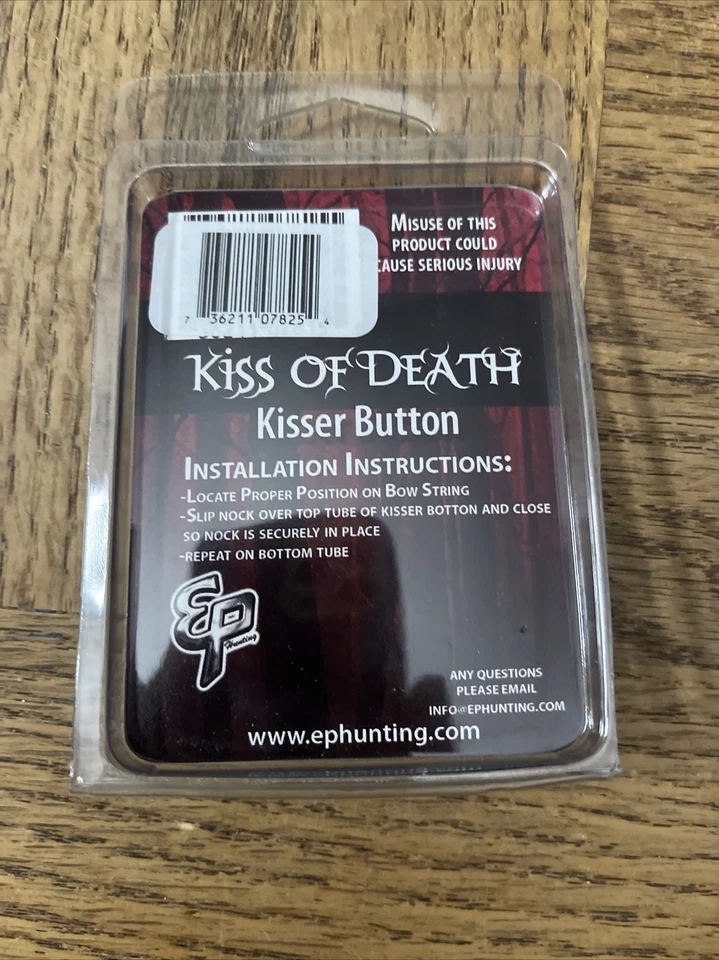 7 36211 07825 4
Misuse of this
product could
cause serious injury
Kiss of Death
Kisser Button
Installation Instructions:
-Locate Proper Position on Bow String
-Slip nock over top tube of kisser botton and close
so nock is securely in place
-repeat on bottom tube
EP
Hunting
any questions
please email
info@ephunting.com
www.ephunting.com